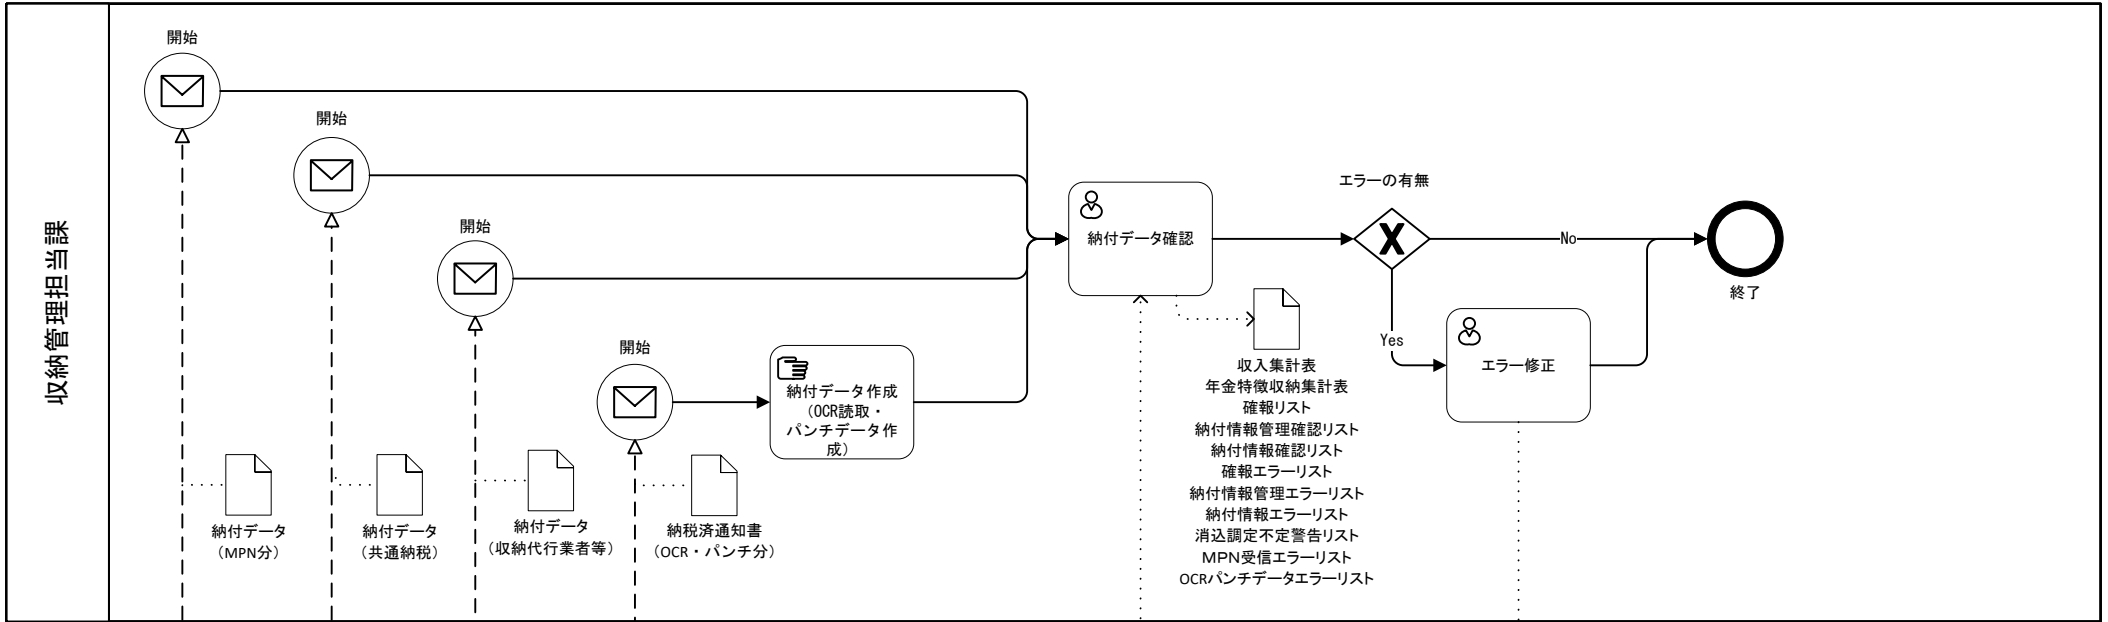 収納管理担当課
開始
開始
開始
開始
納付データ
（MPN分）
納付データ
（共通納税）
納付データ
（収納代行業者等）
納税済通知書
（OCR・パンチ分）
納付データ作成
（OCR読取・
パンチデータ作
成）
納付データ確認
収入集計表
年金特徴収納集計表
確報リスト
納付情報管理確認リスト
納付情報確認リスト
確報エラーリスト
納付情報管理エラーリスト
納付情報エラーリスト
消込調定不定警告リスト
ＭＰＮ受信エラーリスト
OCRパンチデータエラーリスト
エラーの有無
No
Yes
エラー修正
終了